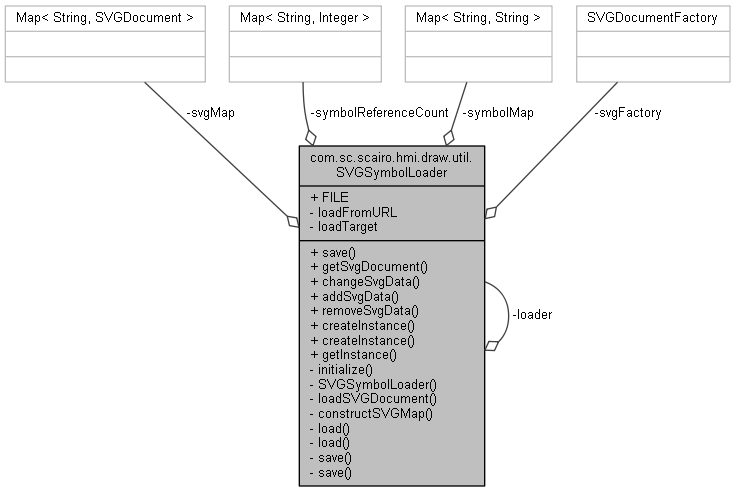 Map< String, SVGDocument >
Map< String, Integer >
Map< String, String >
SVGDocumentFactory
-svgMap
-symbolReferenceCount
-symbolMap
-svgFactory
com.sc.scairo.hmi.draw.util.
SVGSymbolLoader
+ FILE
- loadFromURL
- loadTarget
+ save()
+ getSvgDocument()
+ changeSvgData()
+ addSvgData()
+ removeSvgData()
+ createInstance()
+ createInstance()
+ getInstance()
- initialize()
- SVGSymbolLoader()
- loadSVGDocument()
- constructSVGMap()
- load()
- load()
- save()
- save()
-loader